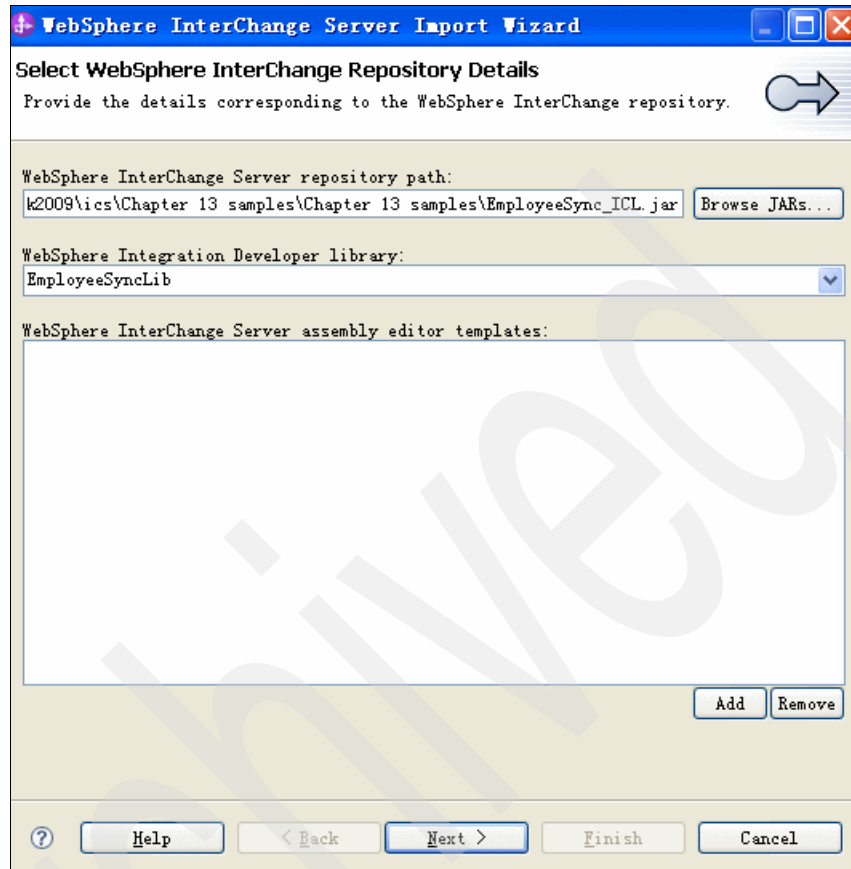 WebSphere InterChange Server Import Wizard
Select WebSphere InterChange Repository Details
Provide the details corresponding to the WebSphere InterChange repository.
WebSphere InterChange Server repository path:
k2009\ics\Chapter 13 samples\Chapter 13 samples\EmployeeSync_ICL.jar Browse JARs...
WebSphere Integration Developer library:
EmployeeSyncLib
WebSphere InterChange Server assembly editor templates:
Add Remove
? Help < Back Next > Finish Cancel
hived